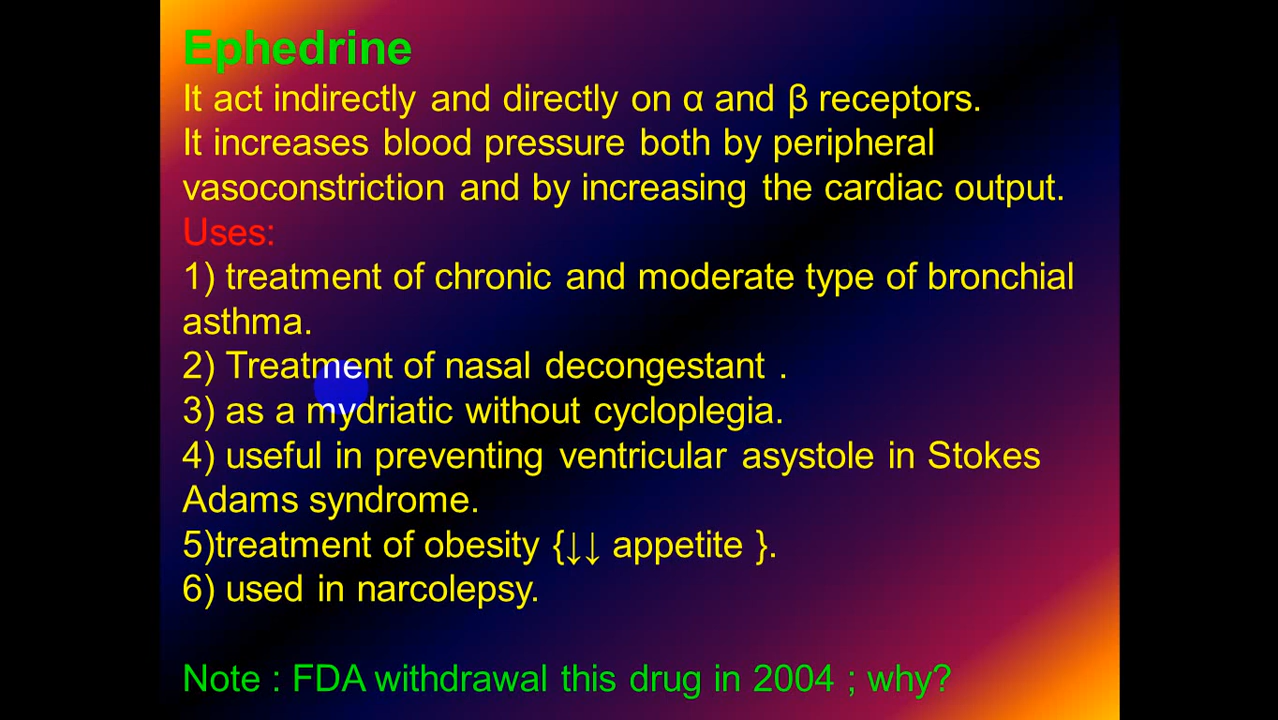 Ephedrine
It act indirectly and directly on α and β receptors.
It increases blood pressure both by peripheral
vasoconstriction and by increasing the cardiac output.
Uses:
1) treatment of chronic and moderate type of bronchial
asthma.
2) Treatment of nasal decongestant .
3) as a mydriatic without cycloplegia.
4) useful in preventing ventricular asystole in Stokes
Adams syndrome.
5)treatment of obesity {↓↓ appetite }.
6) used in narcolepsy.
Note : FDA withdrawal this drug in 2004 ; why?